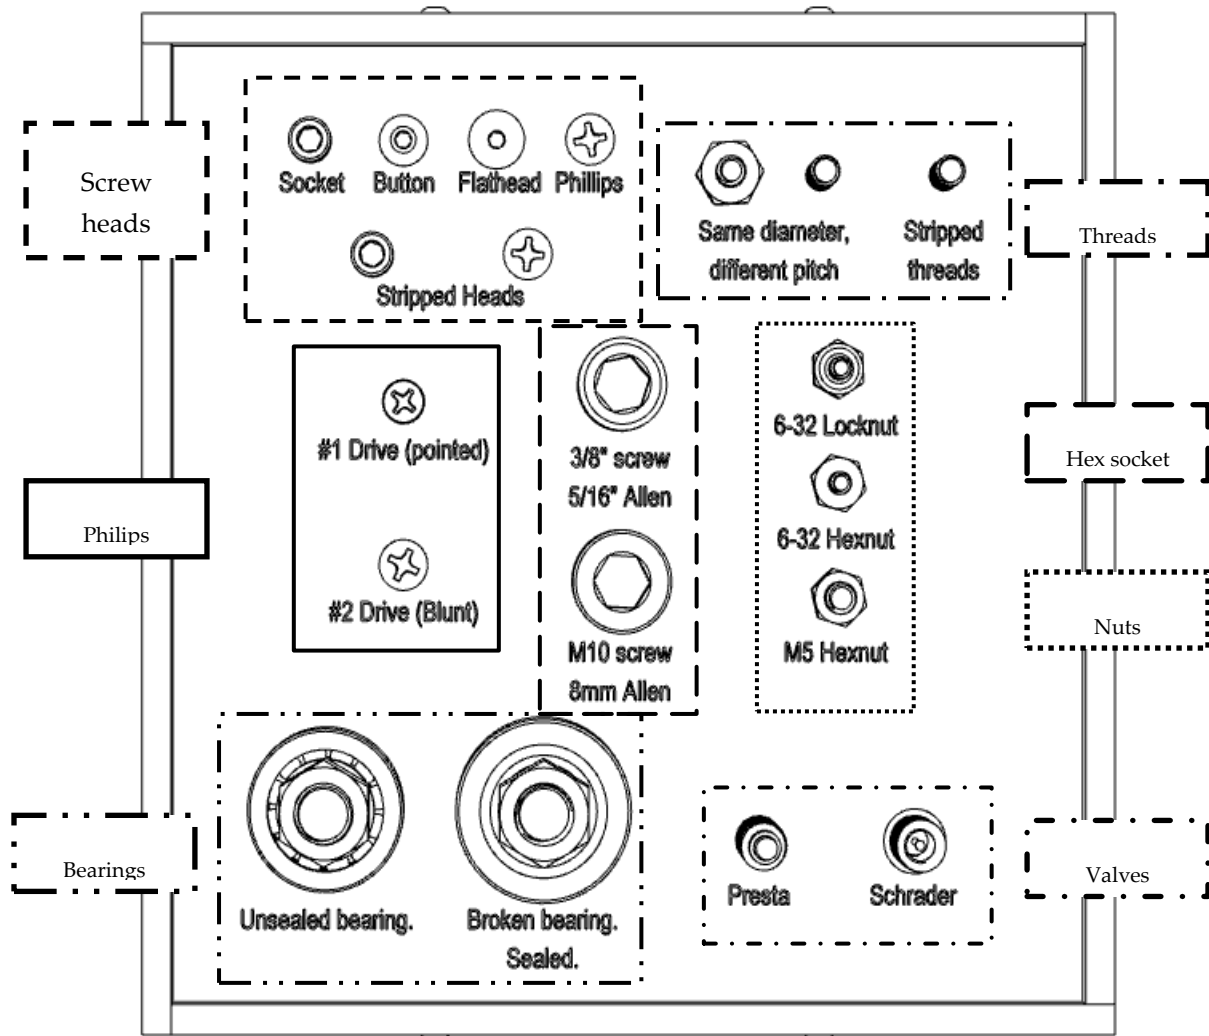 Screw
heads
Socket Button Flathead Phillips
Stripped Heads
Same diameter,
different pitch
Stripped
threads
Threads
#1 Drive (pointed)
#2 Drive (Blunt)
Philips
3/8" screw
5/16" Allen
M10 screw
8mm Allen
6-32 Locknut
6-32 Hexnut
M5 Hexnut
Hex socket
Nuts
Bearings
Unsealed bearing.
Broken bearing.
Sealed.
Presta
Schrader
Valves